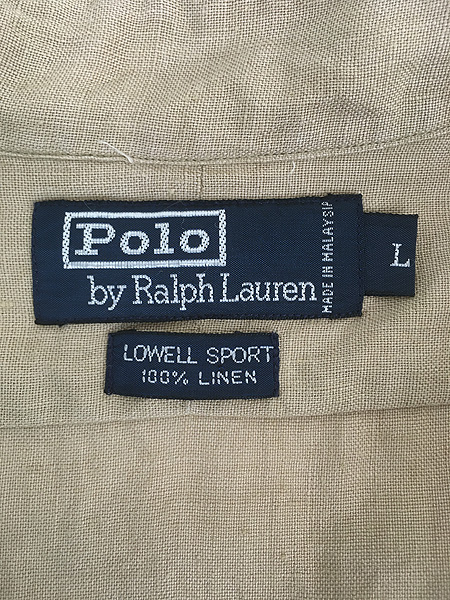 Polo
by Ralph Lauren
MADE IN MALAYSIA
L
LOWELL SPORT
100% LINEN